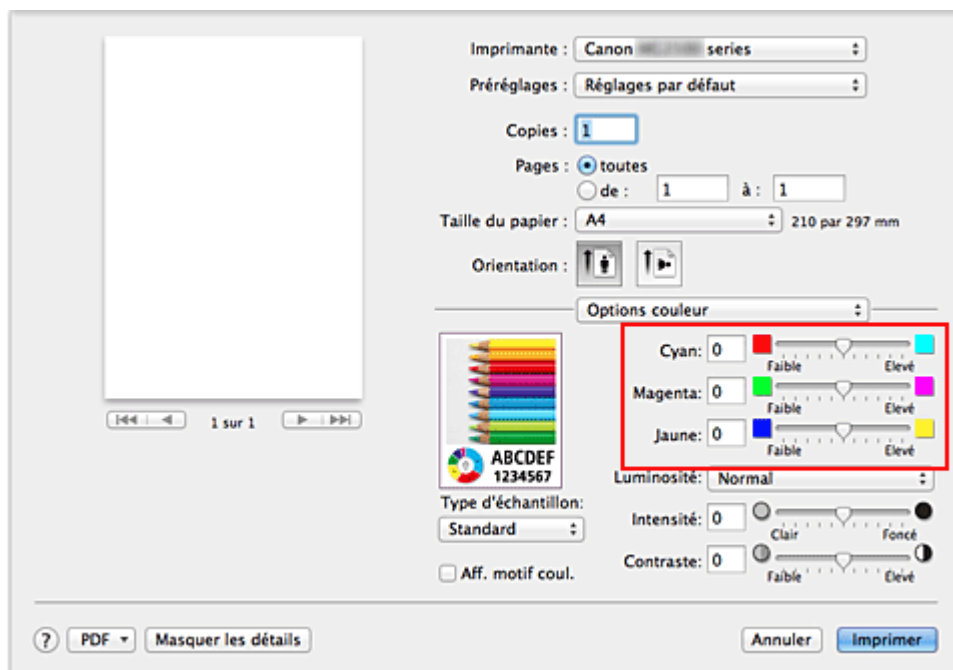 Imprimante : Canon series
Préréglages : Réglages par défaut
Copies : 1
Pages : toutes
de : 1 à : 1
Taille du papier : A4 210 par 297 mm
Orientation :
Options couleur
Cyan: 0
Faible Elevé
Magenta: 0
Faible Elevé
Jaune: 0
Faible Elevé
1 sur 1
ABCDEF
1234567
Luminosité: Normal
Type d'échantillon:
Standard
Intensité: 0
Clair Foncé
Contraste: 0
Faible Elevé
Aff. motif coul.
? PDF Masquer les détails Annuler Imprimer